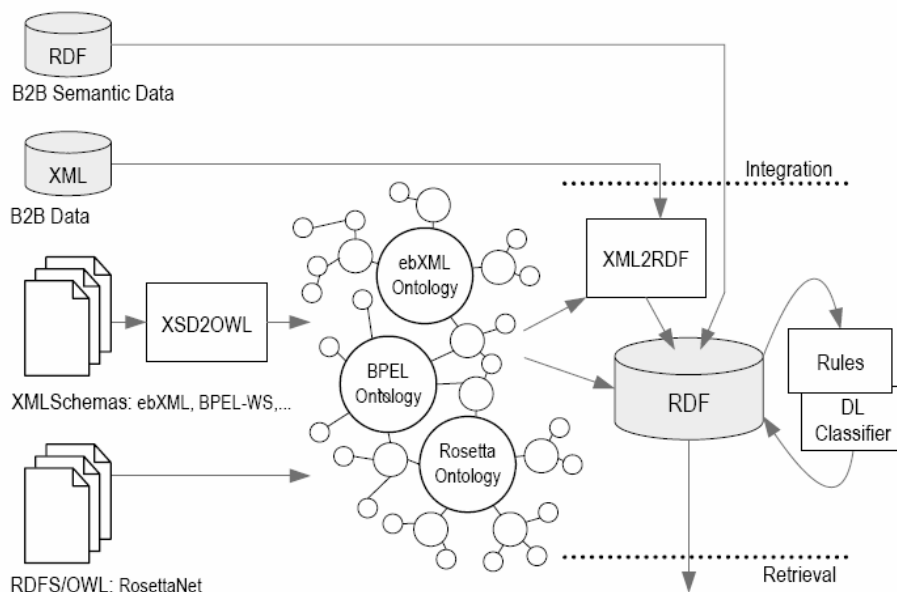 RDF
B2B Semantic Data
XML
B2B Data
Integration
XML2RDF
ebXML
Ontology
XSD2OWL
BPEL
Ontology
Rules
DL
Classifier
RDF
XMLSchemas: ebXML, BPEL-WS,...
Rosetta
Ontology
RDFS/OWL: RosettaNet
Retrieval